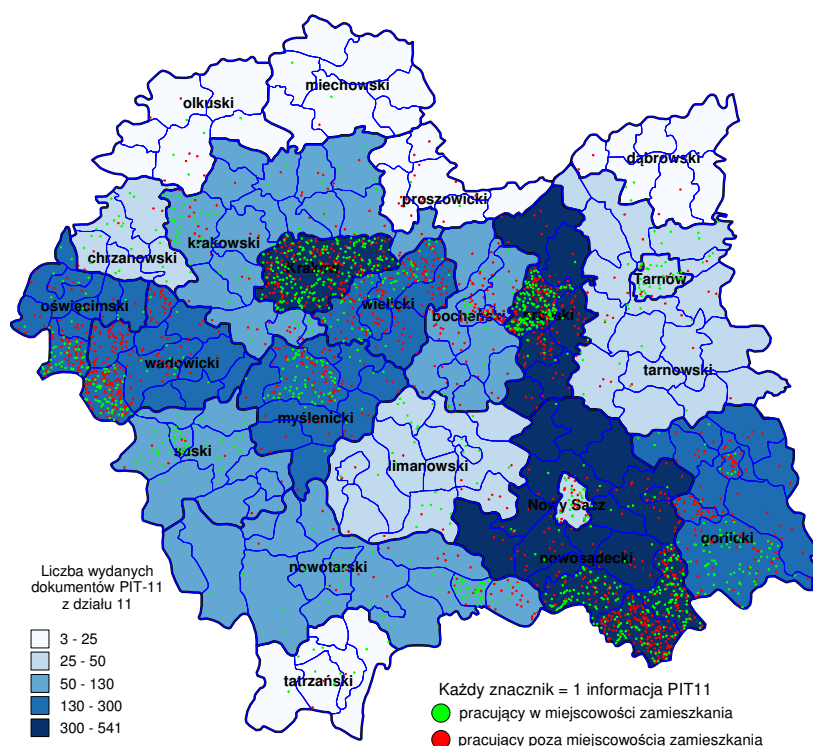 miechowski
olkuski
dąbrowski
proszowicki
krakowski
chrzanowski
Kraków
Tarnów
oświęcimski
wielicki
bocheński
wadowicki
tarnowski
myślenicki
suski
limanowski
Nowy Sącz
gorlicki
nowosądecki
nowotarski
tatrzański
Liczba wydanych
dokumentów PIT-11
z działu 11
3 - 25
25 - 50
50 - 130
130 - 300
300 - 541
Każdy znacznik = 1 informacja PIT11
pracujący w miejscowości zamieszkania
pracujący poza miejscowością zamieszkania